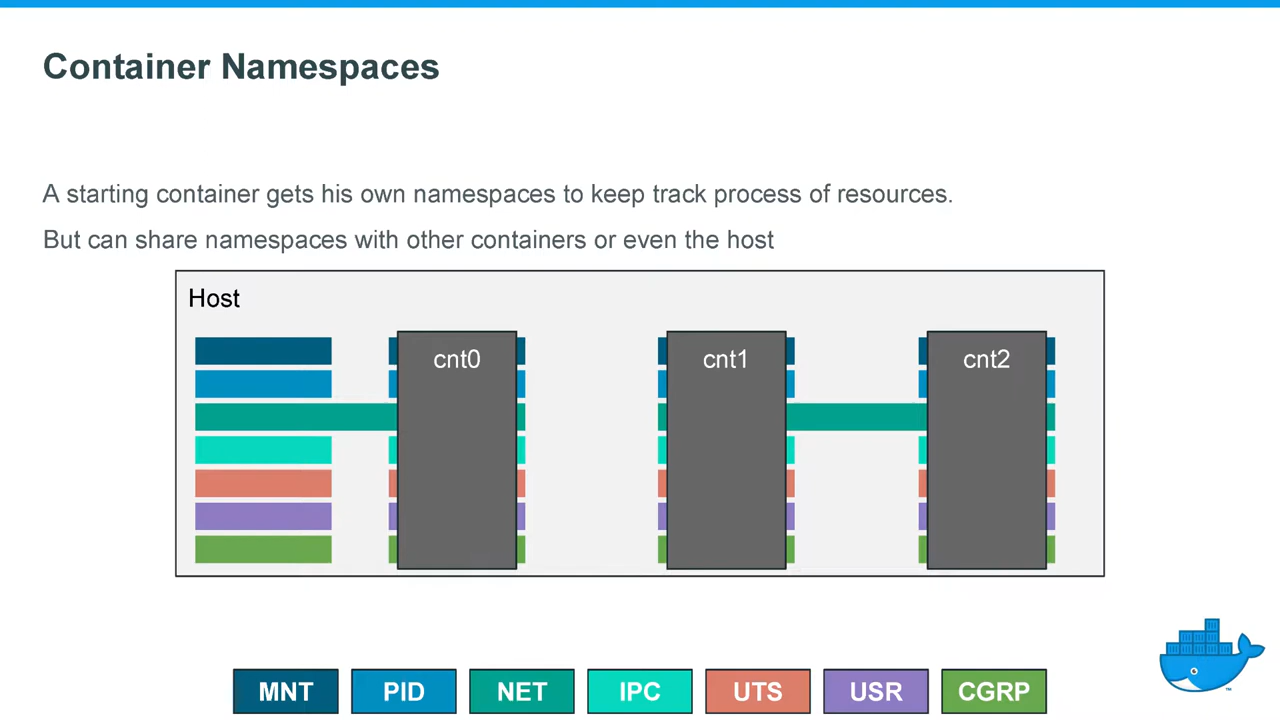 Container Namespaces
A starting container gets his own namespaces to keep track process of resources.
But can share namespaces with other containers or even the host
Host
cnt0 cnt1 cnt2
MNT PID NET IPC UTS USR CGRP